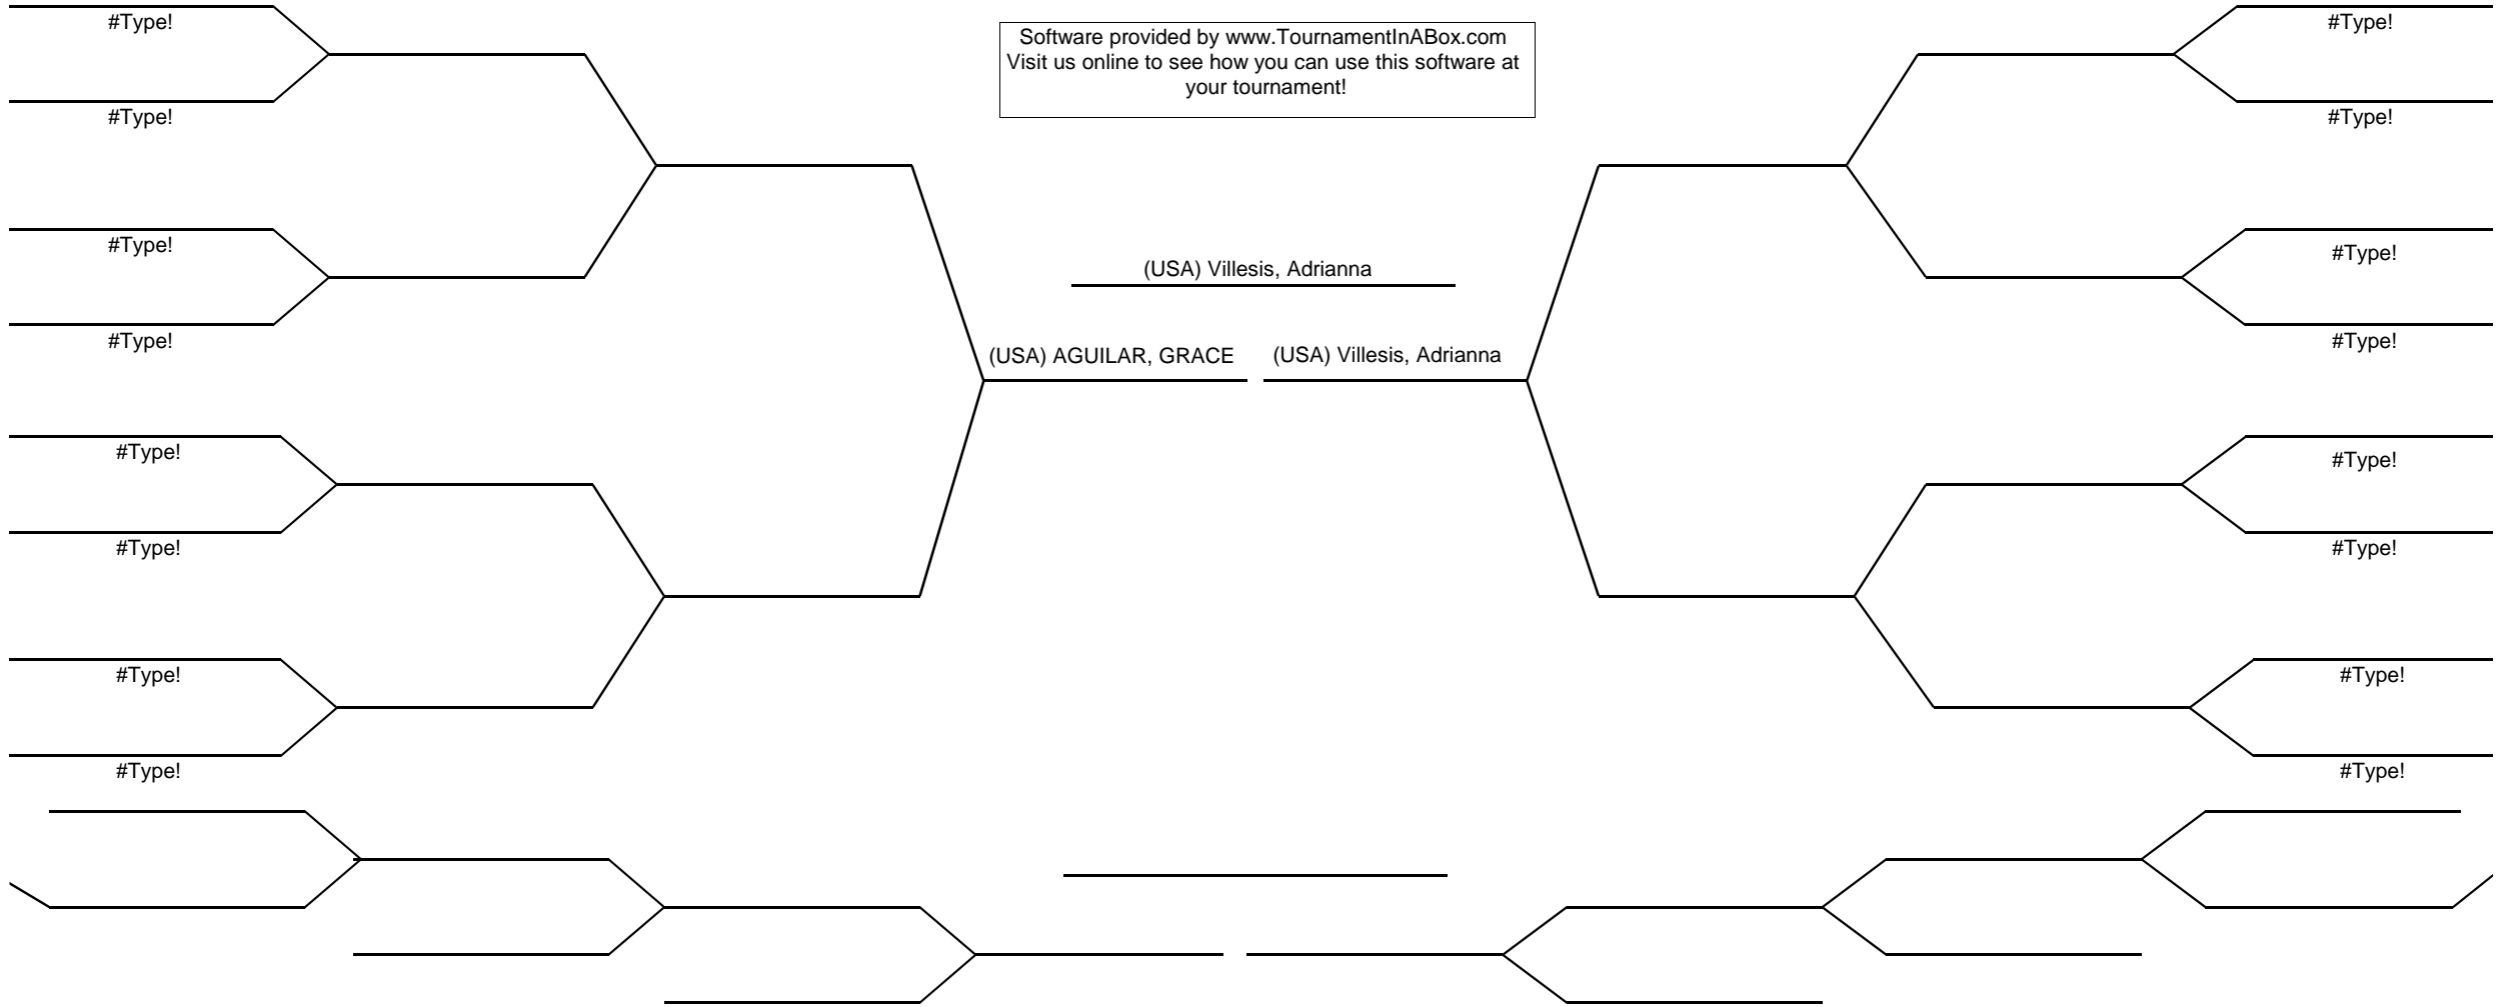 #Type!
#Type!
Software provided by www.TournamentInABox.com
Visit us online to see how you can use this software at
your tournament!
#Type!
#Type!
#Type!
#Type!
(USA) Villesis, Adrianna
#Type!
#Type!
(USA) AGUILAR, GRACE
(USA) Villesis, Adrianna
#Type!
#Type!
#Type!
#Type!
#Type!
#Type!
#Type!
#Type!